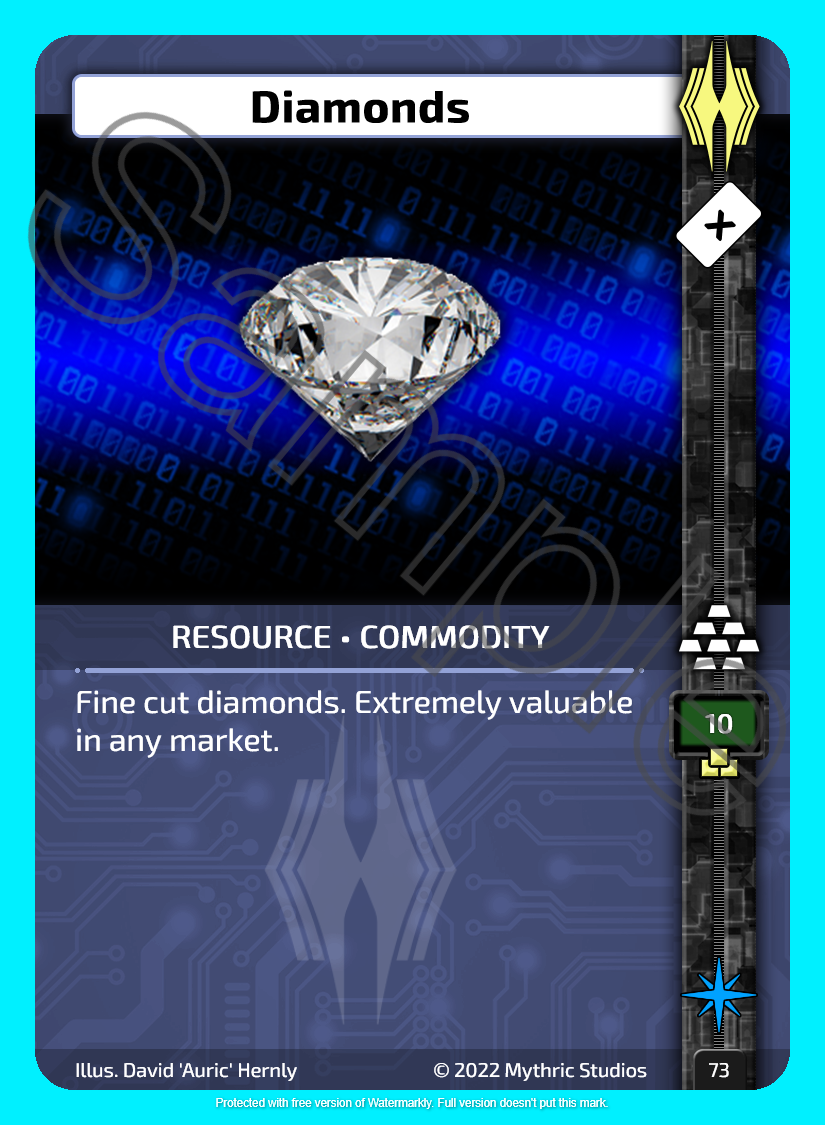 Diamonds
Sample
RESOURCE • COMMODITY
Fine cut diamonds. Extremely valuable
in any market.
10
Illus. David 'Auric' Hernly
© 2022 Mythric Studios
73
Protected with free version of Watermarkly. Full version doesn't put this mark.